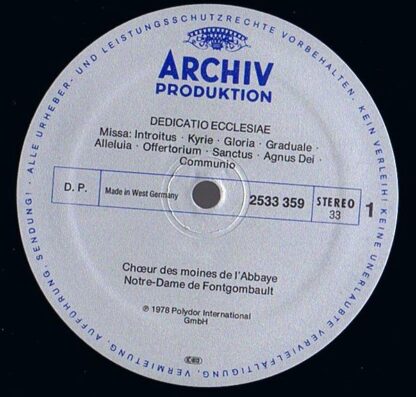 · ALLE URHEBER- UND LEISTUNGSSCHUTZRECHTE VORBEHALTEN · KEIN VERLEIH! KEINE UNERLAUBTE VERVIELFÄLTIGUNG, VERMIETUNG, AUFFÜHRUNG, SENDUNG!
ARCHIV
PRODUKTION
DEDICATIO ECCLESIAE
Missa: Introitus · Kyrie · Gloria · Graduale ·
Alleluia · Offertorium · Sanctus · Agnus Dei ·
Communio
D. P.
Made in West Germany
2533 359
STEREO
33
1
Chœur des moines de l'Abbaye
Notre-Dame de Fontgombault
℗ 1978 Polydor International
GmbH